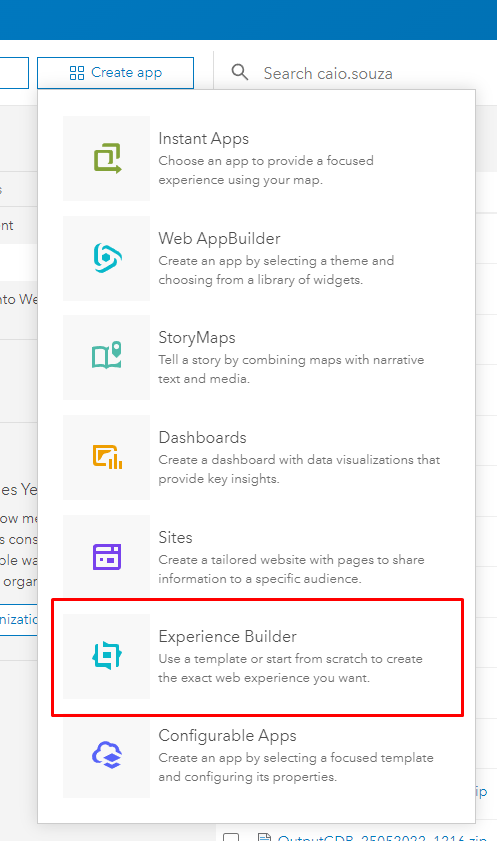 Create app
Search caio.souza
Instant Apps
Choose an app to provide a focused
experience using your map.
s
nt
Web AppBuilder
Create an app by selecting a theme and
choosing from a library of widgets.
nto We
StoryMaps
Tell a story by combining maps with narrative
text and media.
Dashboards
Create a dashboard with data visualizations that
provide key insights.
es Ye
ow me
s cons
ple wa
organ
nizatio
Sites
Create a tailored website with pages to share
information to a specific audience.
Experience Builder
Use a template or start from scratch to create
the exact web experience you want.
Configurable Apps
Create an app by selecting a focused template
and configuring its properties.
ip
OutputGDB_25052022_1216.zip